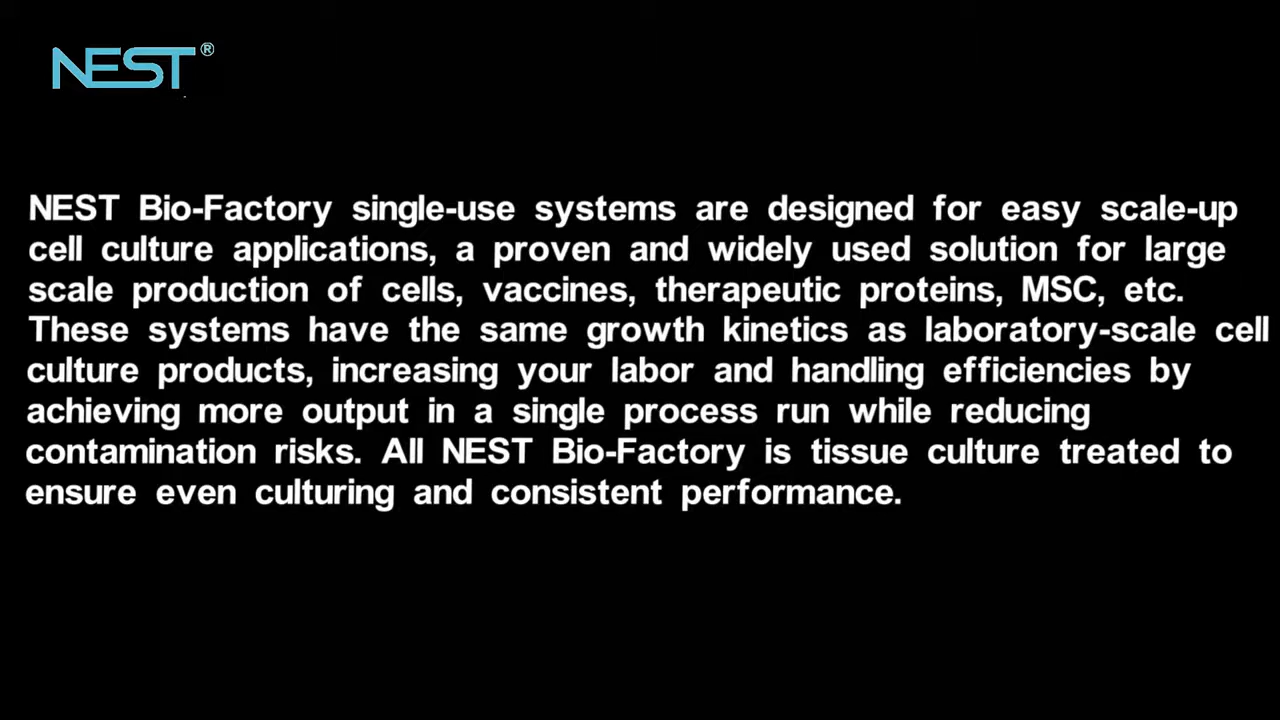 NEST®
NEST Bio-Factory single-use systems are designed for easy scale-up
cell culture applications, a proven and widely used solution for large
scale production of cells, vaccines, therapeutic proteins, MSC, etc.
These systems have the same growth kinetics as laboratory-scale cell
culture products, increasing your labor and handling efficiencies by
achieving more output in a single process run while reducing
contamination risks. All NEST Bio-Factory is tissue culture treated to
ensure even culturing and consistent performance.